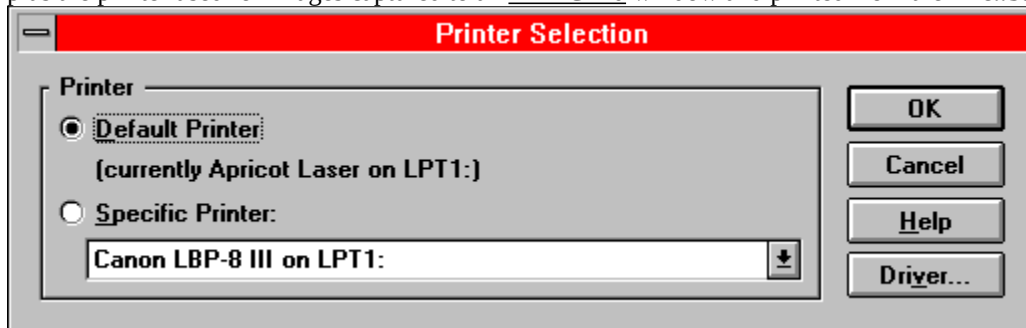 Printer Selection
Printer
Default Printer
(currently Apricot Laser on LPT1:)
Specific Printer:
Canon LBP-8 III on LPT1:
OK
Cancel
Help
Driver...